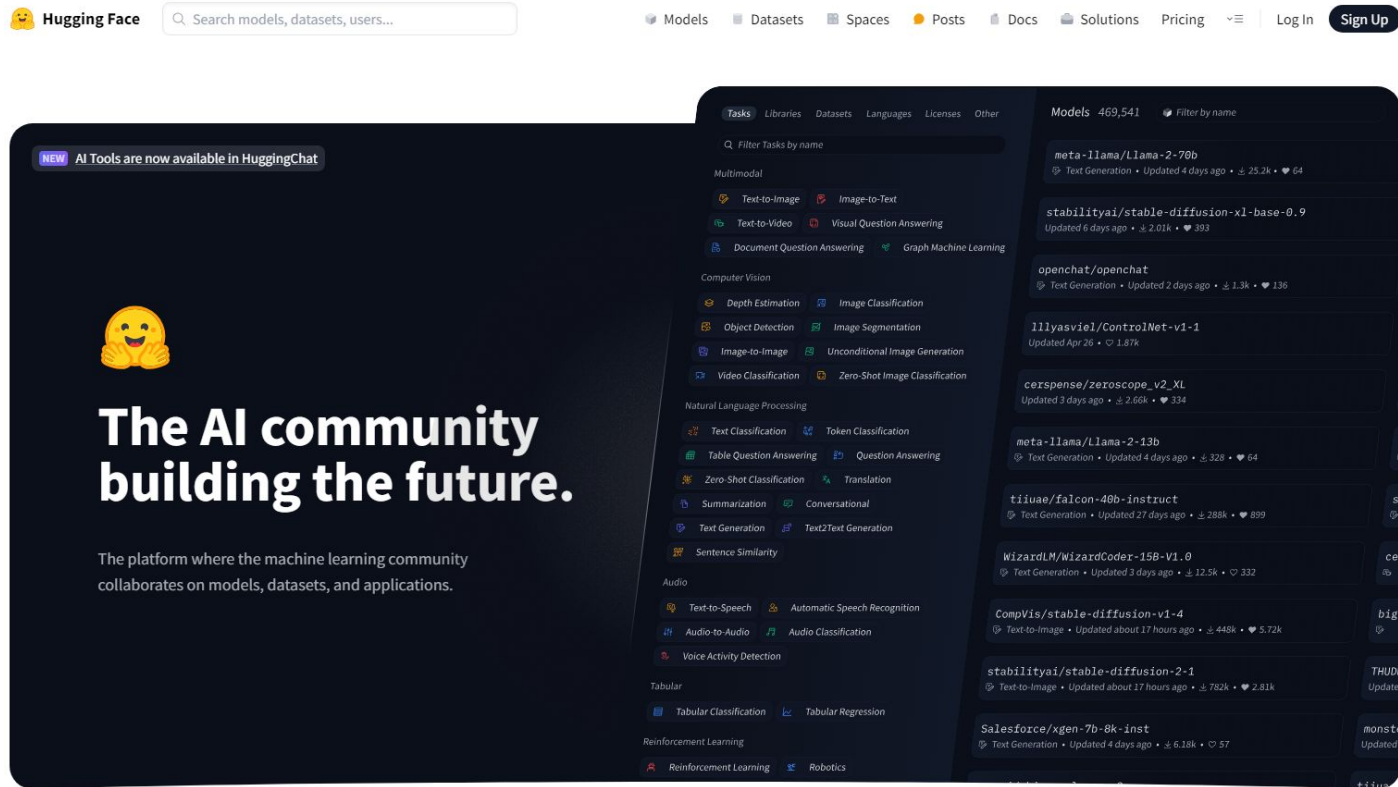 Hugging Face
Search models, datasets, users...
Models
Datasets
Spaces
Posts
Docs
Solutions
Pricing
Log In
Sign Up
NEW AI Tools are now available in HuggingChat
The AI community
building the future.
The platform where the machine learning community
collaborates on models, datasets, and applications.
Tasks Libraries Datasets Languages Licenses Other
Filter Tasks by name
Multimodal
Text-to-Image Image-to-Text
Text-to-Video Visual Question Answering
Document Question Answering Graph Machine Learning
Computer Vision
Depth Estimation Image Classification
Object Detection Image Segmentation
Image-to-Image Unconditional Image Generation
Video Classification Zero-Shot Image Classification
Natural Language Processing
Text Classification Token Classification
Table Question Answering Question Answering
Zero-Shot Classification Translation
Summarization Conversational
Text Generation Text2Text Generation
Sentence Similarity
Audio
Text-to-Speech Automatic Speech Recognition
Audio-to-Audio Audio Classification
Voice Activity Detection
Tabular
Tabular Classification Tabular Regression
Reinforcement Learning
Reinforcement Learning Robotics
Models 469,541 Filter by name
meta-llama/Llama-2-70b
Text Generation • Updated 4 days ago • 25.2k • 64
stabilityai/stable-diffusion-xl-base-0.9
Updated 6 days ago • 2.01k • 393
openchat/openchat
Text Generation • Updated 2 days ago • 1.3k • 136
lllyasviel/ControlNet-v1-1
Updated Apr 26 • 1.87k
cerspense/zeroscope_v2_XL
Updated 3 days ago • 2.66k • 334
meta-llama/Llama-2-13b
Text Generation • Updated 4 days ago • 328 • 64
tiiuae/falcon-40b-instruct
Text Generation • Updated 27 days ago • 288k • 899
WizardLM/WizardCoder-15B-V1.0
Text Generation • Updated 3 days ago • 12.5k • 332
CompVis/stable-diffusion-v1-4
Text-to-Image • Updated about 17 hours ago • 448k • 5.72k
stabilityai/stable-diffusion-2-1
Text-to-Image • Updated about 17 hours ago • 782k • 2.81k
Salesforce/xgen-7b-8k-inst
Text Generation • Updated 4 days ago • 6.18k • 57